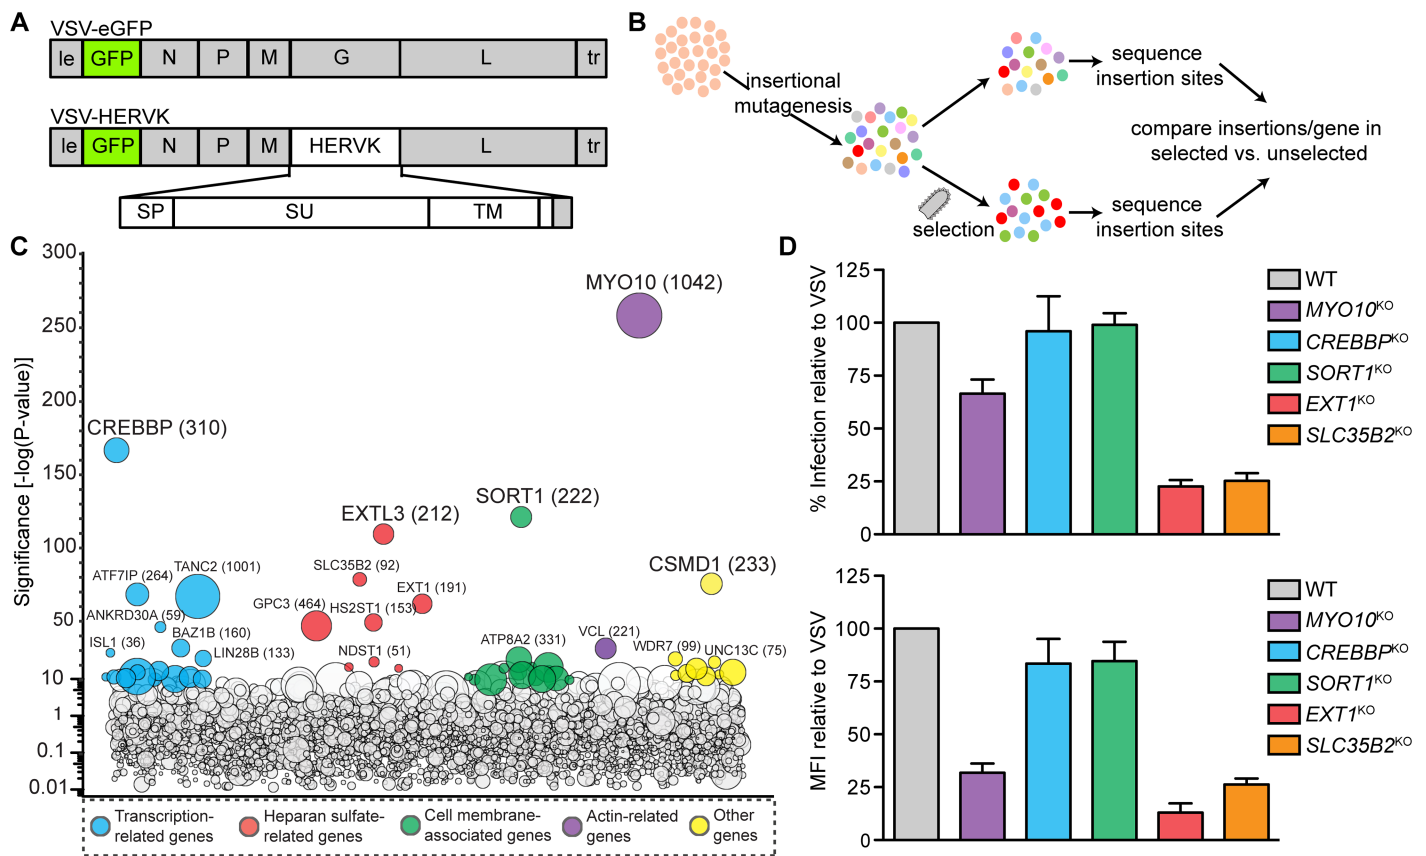 A
VSV-eGFP
le GFP N P M G L tr
VSV-HERVK
le GFP N P M HERVK L tr
SP SU TM
B
insertional
mutagenesis
selection
sequence
insertion sites
sequence
insertion sites
compare insertions/gene in
selected vs. unselected
C
Significance [-log(P-value)]
300
250
200
150
100
50
10
1
0.1
0.01
MYO10 (1042)
CREBBP (310)
SORT1 (222)
EXTL3 (212)
CSMD1 (233)
SLC35B2 (92)
ATF7IP (264)
TANC2 (1001)
EXT1 (191)
GPC3 (464)
HS2ST1 (153)
ANKRD30A (59)
BAZ1B (160)
ISL1 (36)
LIN28B (133)
NDST1 (51)
ATP8A2 (331)
VCL (221)
WDR7 (99)
UNC13C (75)
Transcription-
related genes
Heparan sulfate-
related genes
Cell membrane-
associated genes
Actin-related
genes
Other
genes
D
% Infection relative to VSV
125
100
75
50
25
0
WT
MYO10KO
CREBBPKO
SORT1KO
EXT1KO
SLC35B2KO
MFI relative to VSV
125
100
75
50
25
0
WT
MYO10KO
CREBBPKO
SORT1KO
EXT1KO
SLC35B2KO